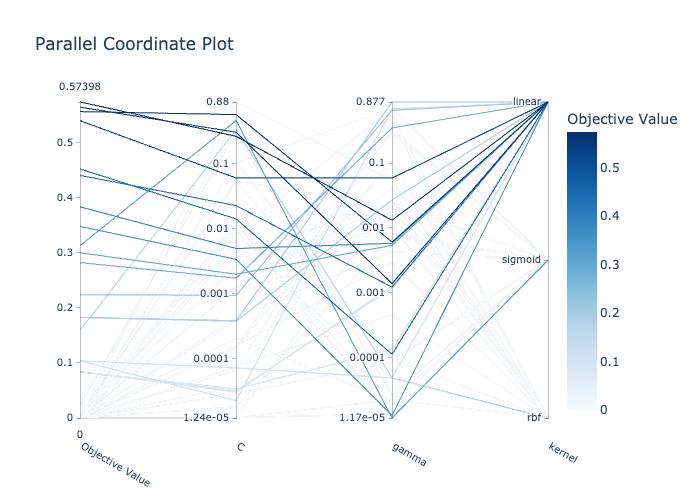 Parallel Coordinate Plot
0.57398
0.88
0.877
linear
Objective Value
0.5
0.4
0.3
0.2
0.1
0
0
0.1
0.01
0.001
0.0001
1.24e-05
0.1
0.01
0.001
0.0001
1.17e-05
sigmoid
rbf
0.5
0.4
0.3
0.2
0.1
0
Objective Value
C
gamma
kernel